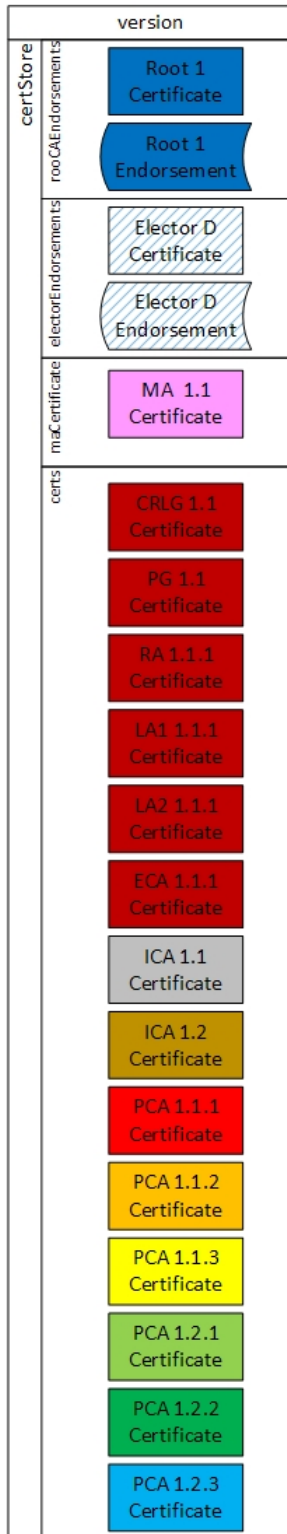 version
certStore
rooCAEndorsements
Root 1
Certificate
Root 1
Endorsement
electorEndorsements
Elector D
Certificate
Elector D
Endorsement
maCertificate
MA 1.1
Certificate
certs
CRLG 1.1
Certificate
PG 1.1
Certificate
RA 1.1.1
Certificate
LA1 1.1.1
Certificate
LA2 1.1.1
Certificate
ECA 1.1.1
Certificate
ICA 1.1
Certificate
ICA 1.2
Certificate
PCA 1.1.1
Certificate
PCA 1.1.2
Certificate
PCA 1.1.3
Certificate
PCA 1.2.1
Certificate
PCA 1.2.2
Certificate
PCA 1.2.3
Certificate